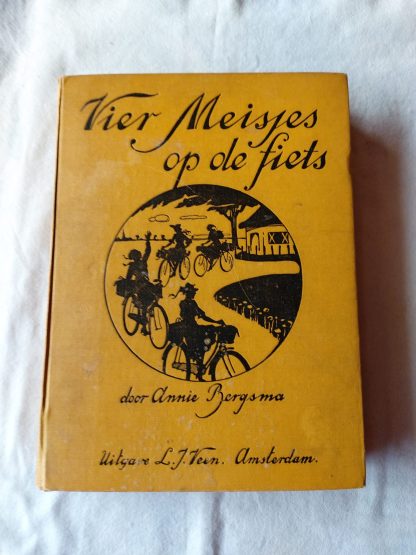 Vier Meisjes
op de fiets
door Annie Bergsma
Uitgave L.J. Veen. Amsterdam.